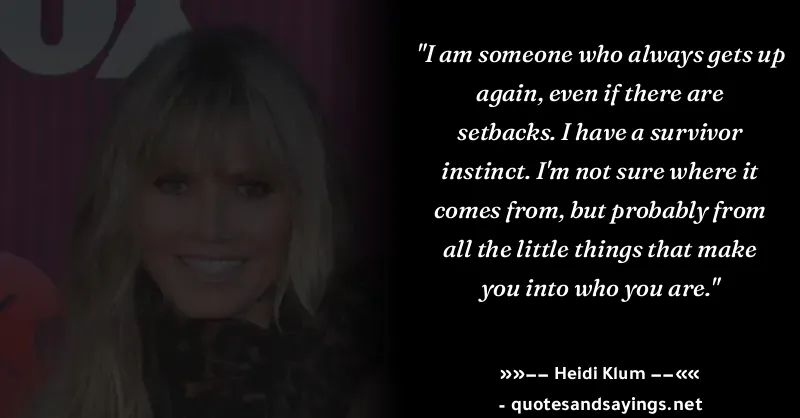 "I am someone who always gets up
again, even if there are
setbacks. I have a survivor
instinct. I'm not sure where it
comes from, but probably from
all the little things that make
you into who you are."
»»–– Heidi Klum ––««
- quotesandsayings.net